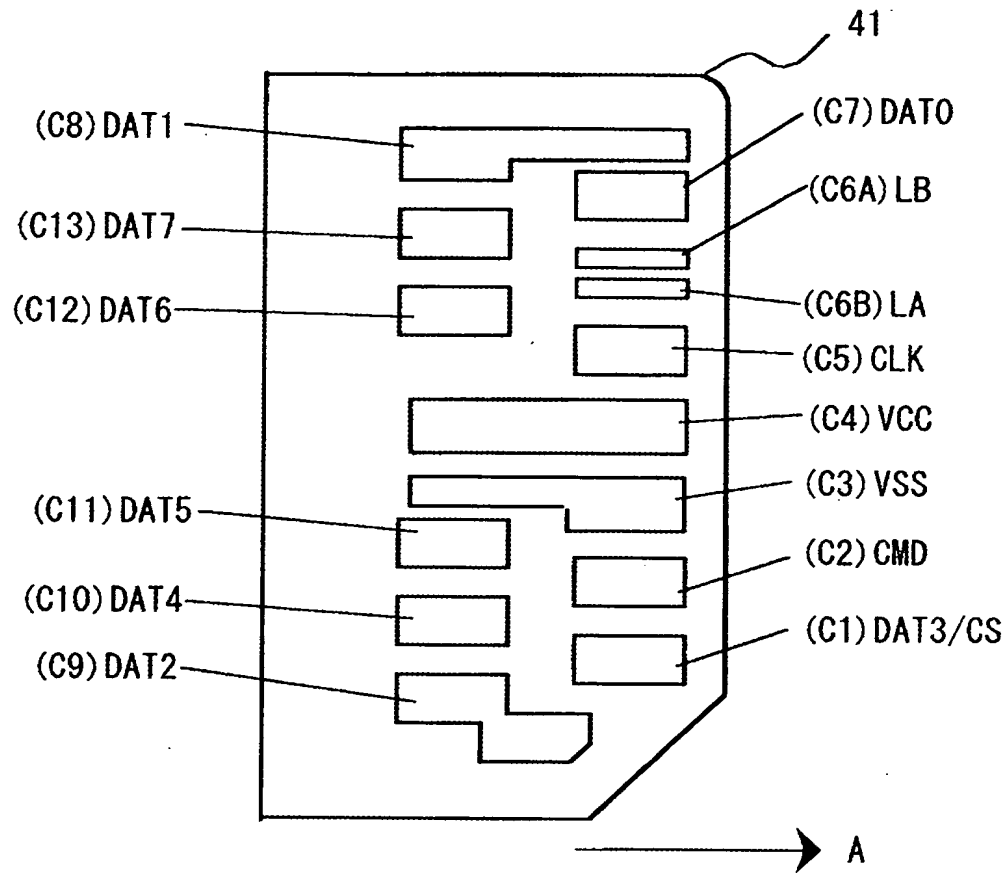 41
(C8)DAT1
(C7)DAT0
(C6A)LB
(C13)DAT7
(C6B)LA
(C12)DAT6
(C5)CLK
(C4)VCC
(C3)VSS
(C11)DAT5
(C2)CMD
(C10)DAT4
(C1)DAT3/CS
(C9)DAT2
A